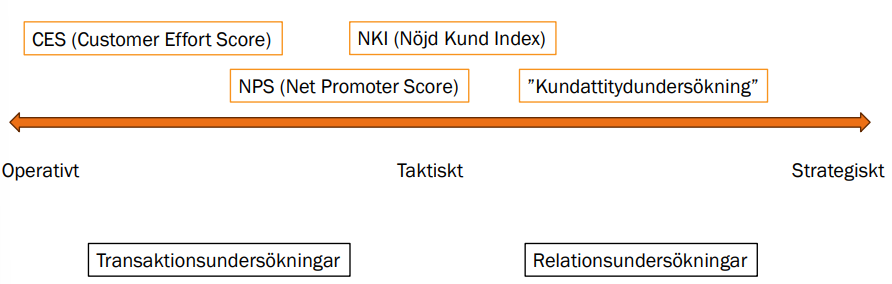 CES (Customer Effort Score)
NKI (Nöjd Kund Index)
NPS (Net Promoter Score)
”Kundattitydundersökning”
Operativt
Taktiskt
Strategiskt
Transaktionsundersökningar
Relationsundersökningar